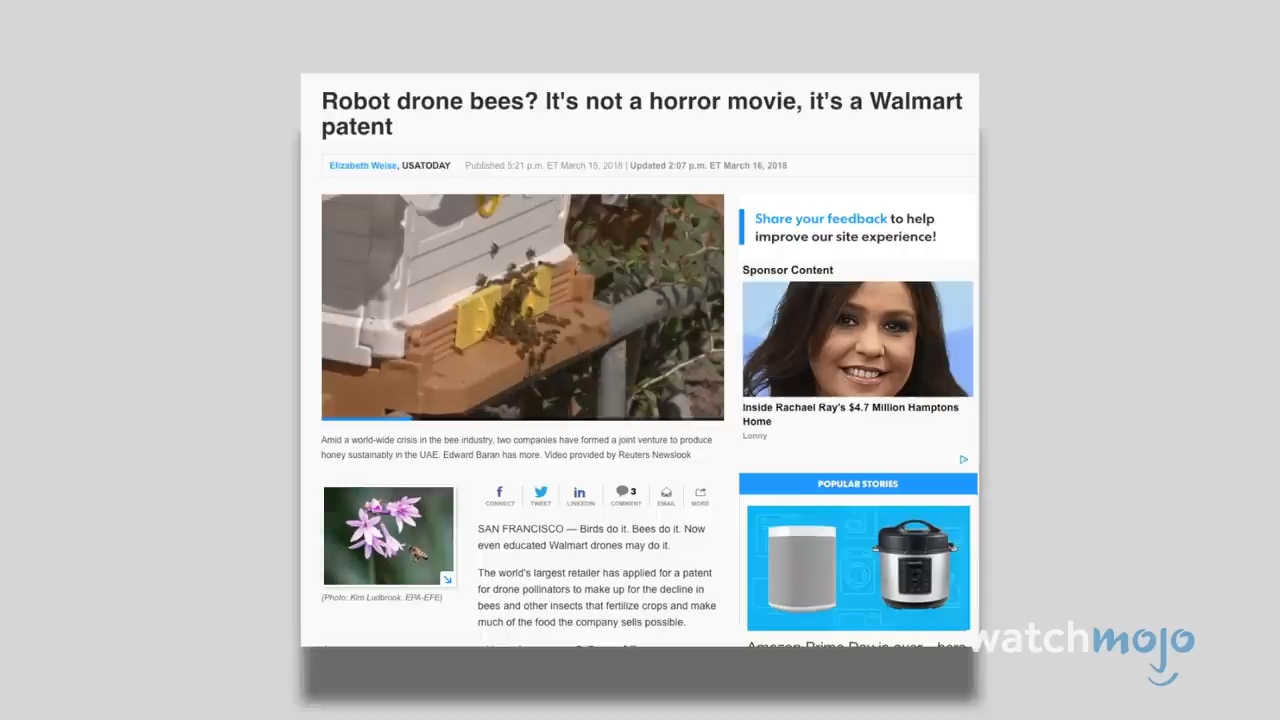 Robot drone bees? It's not a horror movie, it's a Walmart
patent
Elizabeth Weise, USATODAY Published 5:21 p.m. ET March 15, 2018 | Updated 2:07 p.m. ET March 16, 2018
Share your feedback to help
improve our site experience!
Sponsor Content
Inside Rachael Ray's $4.7 Million Hamptons
Home
Lonny
Amid a world-wide crisis in the bee industry, two companies have formed a joint venture to produce
honey sustainably in the UAE. Edward Baran has more. Video provided by Reuters Newslook
POPULAR STORIES
3
CONNECT TWEET LINKEDIN COMMENT EMAIL MORE
(Photo: Kim Ludbrook, EPA-EFE)
SAN FRANCISCO — Birds do it. Bees do it. Now
even educated Walmart drones may do it.
The world's largest retailer has applied for a patent
for drone pollinators to make up for the decline in
bees and other insects that fertilize crops and make
much of the food the company sells possible.
Amazon Prime Day is over – here
watchmojo